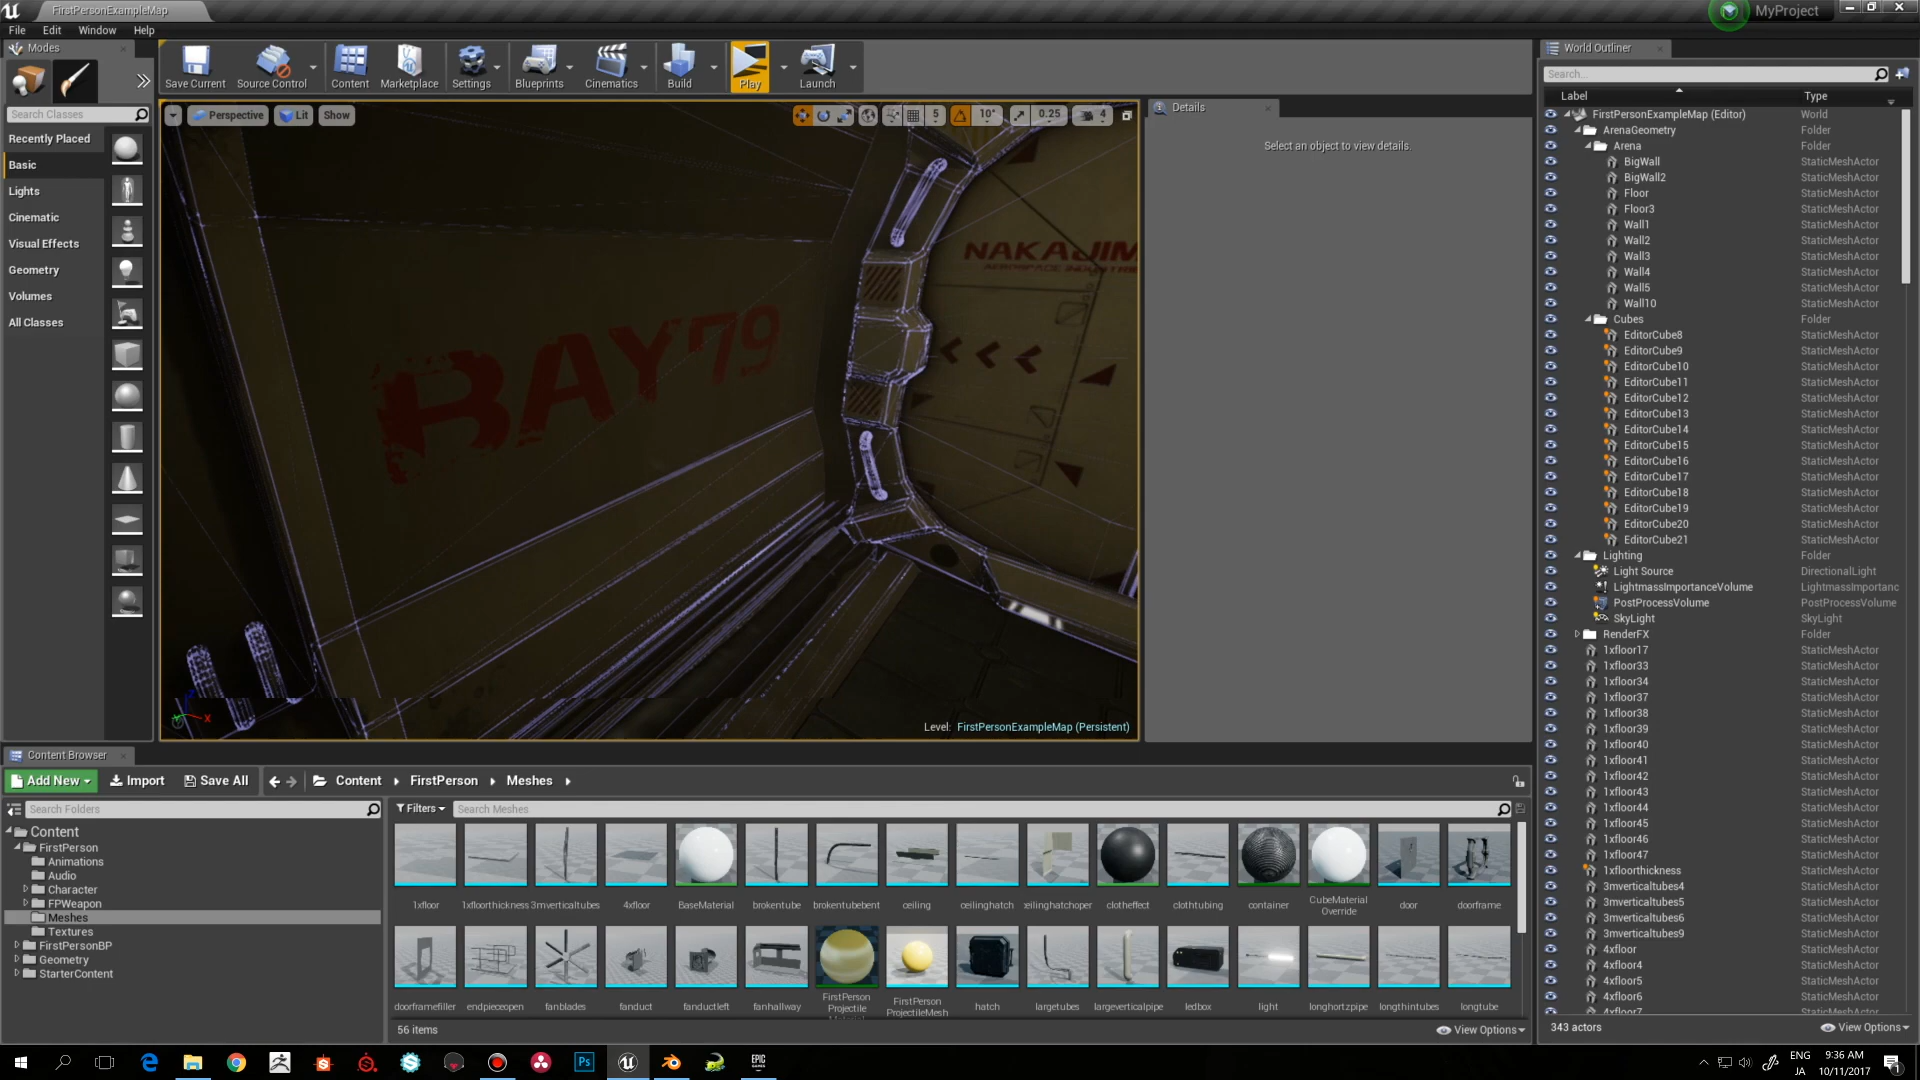 FirstPersonExampleMap
MyProject
File Edit Window Help
Modes
Search Classes
Recently Placed
Basic
Lights
Cinematic
Visual Effects
Geometry
Volumes
All Classes
Save Current
Source Control
Content
Marketplace
Settings
Blueprints
Cinematics
Build
Play
Launch
Perspective
Lit
Show
5
10°
0.25
4
BAY79
NAKAJIM
Level: FirstPersonExampleMap (Persistent)
Details
Select an object to view details.
World Outliner
Search...
Label Type
FirstPersonExampleMap (Editor) World
ArenaGeometry Folder
Arena Folder
BigWall StaticMeshActor
BigWall2 StaticMeshActor
Floor StaticMeshActor
Floor3 StaticMeshActor
Wall1 StaticMeshActor
Wall2 StaticMeshActor
Wall3 StaticMeshActor
Wall4 StaticMeshActor
Wall5 StaticMeshActor
Wall10 StaticMeshActor
Cubes Folder
EditorCube8 StaticMeshActor
EditorCube9 StaticMeshActor
EditorCube10 StaticMeshActor
EditorCube11 StaticMeshActor
EditorCube12 StaticMeshActor
EditorCube13 StaticMeshActor
EditorCube14 StaticMeshActor
EditorCube15 StaticMeshActor
EditorCube16 StaticMeshActor
EditorCube17 StaticMeshActor
EditorCube18 StaticMeshActor
EditorCube19 StaticMeshActor
EditorCube20 StaticMeshActor
EditorCube21 StaticMeshActor
Lighting Folder
Light Source DirectionalLight
LightmassImportanceVolume LightmassImportanc
PostProcessVolume PostProcessVolume
SkyLight SkyLight
RenderFX Folder
1xfloor17 StaticMeshActor
1xfloor33 StaticMeshActor
1xfloor34 StaticMeshActor
1xfloor37 StaticMeshActor
1xfloor38 StaticMeshActor
1xfloor39 StaticMeshActor
1xfloor40 StaticMeshActor
1xfloor41 StaticMeshActor
1xfloor42 StaticMeshActor
1xfloor43 StaticMeshActor
1xfloor44 StaticMeshActor
1xfloor45 StaticMeshActor
1xfloor46 StaticMeshActor
1xfloor47 StaticMeshActor
1xfloorthickness StaticMeshActor
3mverticaltubes4 StaticMeshActor
3mverticaltubes5 StaticMeshActor
3mverticaltubes6 StaticMeshActor
3mverticaltubes9 StaticMeshActor
4xfloor StaticMeshActor
4xfloor4 StaticMeshActor
4xfloor5 StaticMeshActor
4xfloor6 StaticMeshActor
4xfloor7 StaticMeshActor
343 actors
View Options
Content Browser
Add New
Import
Save All
Content FirstPerson Meshes
Search Folders
Filters
Search Meshes
Content
FirstPerson
Animations
Audio
Character
FPWeapon
Meshes
Textures
FirstPersonBP
Geometry
StarterContent
1xfloor 1xfloorthickness 3mverticaltubes 4xfloor BaseMaterial brokentube brokentubebent ceiling ceilinghatch eilinghatchoper clotheffect clothtubing container CubeMaterial Override door doorframe
doorframefiller endpieceopen fanblades fanduct fanductleft fanhallway FirstPerson Projectile Material FirstPerson ProjectileMesh hatch largetubes largeverticalpipe ledbox light longhortzpipe longthintubes longtube
56 items
View Options
Ps
EPIC
GAMES
ENG
JA
9:36 AM
10/11/2017
1